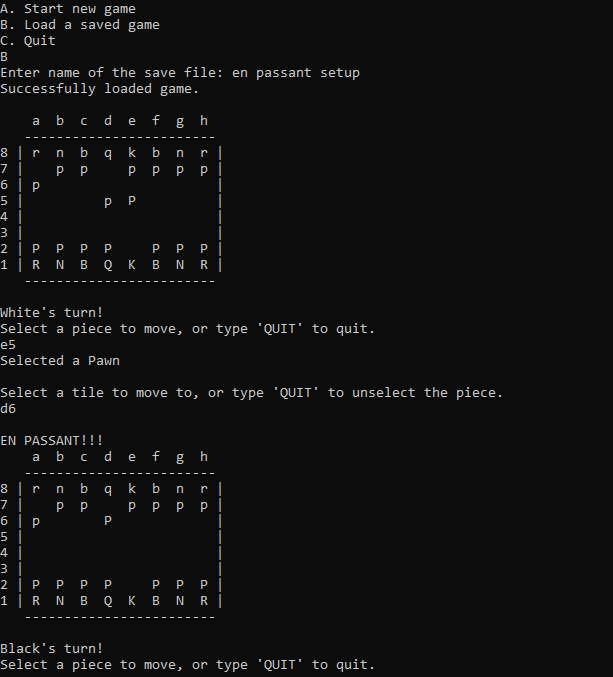 A. Start new game
B. Load a saved game
C. Quit
B
Enter name of the save file: en passant setup
Successfully loaded game.

    a  b  c  d  e  f  g  h
   ------------------------
8 | r  n  b  q  k  b  n  r |
7 |    p  p     p  p  p  p |
6 | p                      |
5 |          p  P          |
4 |                        |
3 |                        |
2 | P  P  P  P     P  P  P |
1 | R  N  B  Q  K  B  N  R |
   ------------------------

White's turn!
Select a piece to move, or type 'QUIT' to quit.
e5
Selected a Pawn

Select a tile to move to, or type 'QUIT' to unselect the piece.
d6

EN PASSANT!!!
    a  b  c  d  e  f  g  h
   ------------------------
8 | r  n  b  q  k  b  n  r |
7 |    p  p     p  p  p  p |
6 | p        P             |
5 |                        |
4 |                        |
3 |                        |
2 | P  P  P  P     P  P  P |
1 | R  N  B  Q  K  B  N  R |
   ------------------------

Black's turn!
Select a piece to move, or type 'QUIT' to quit.